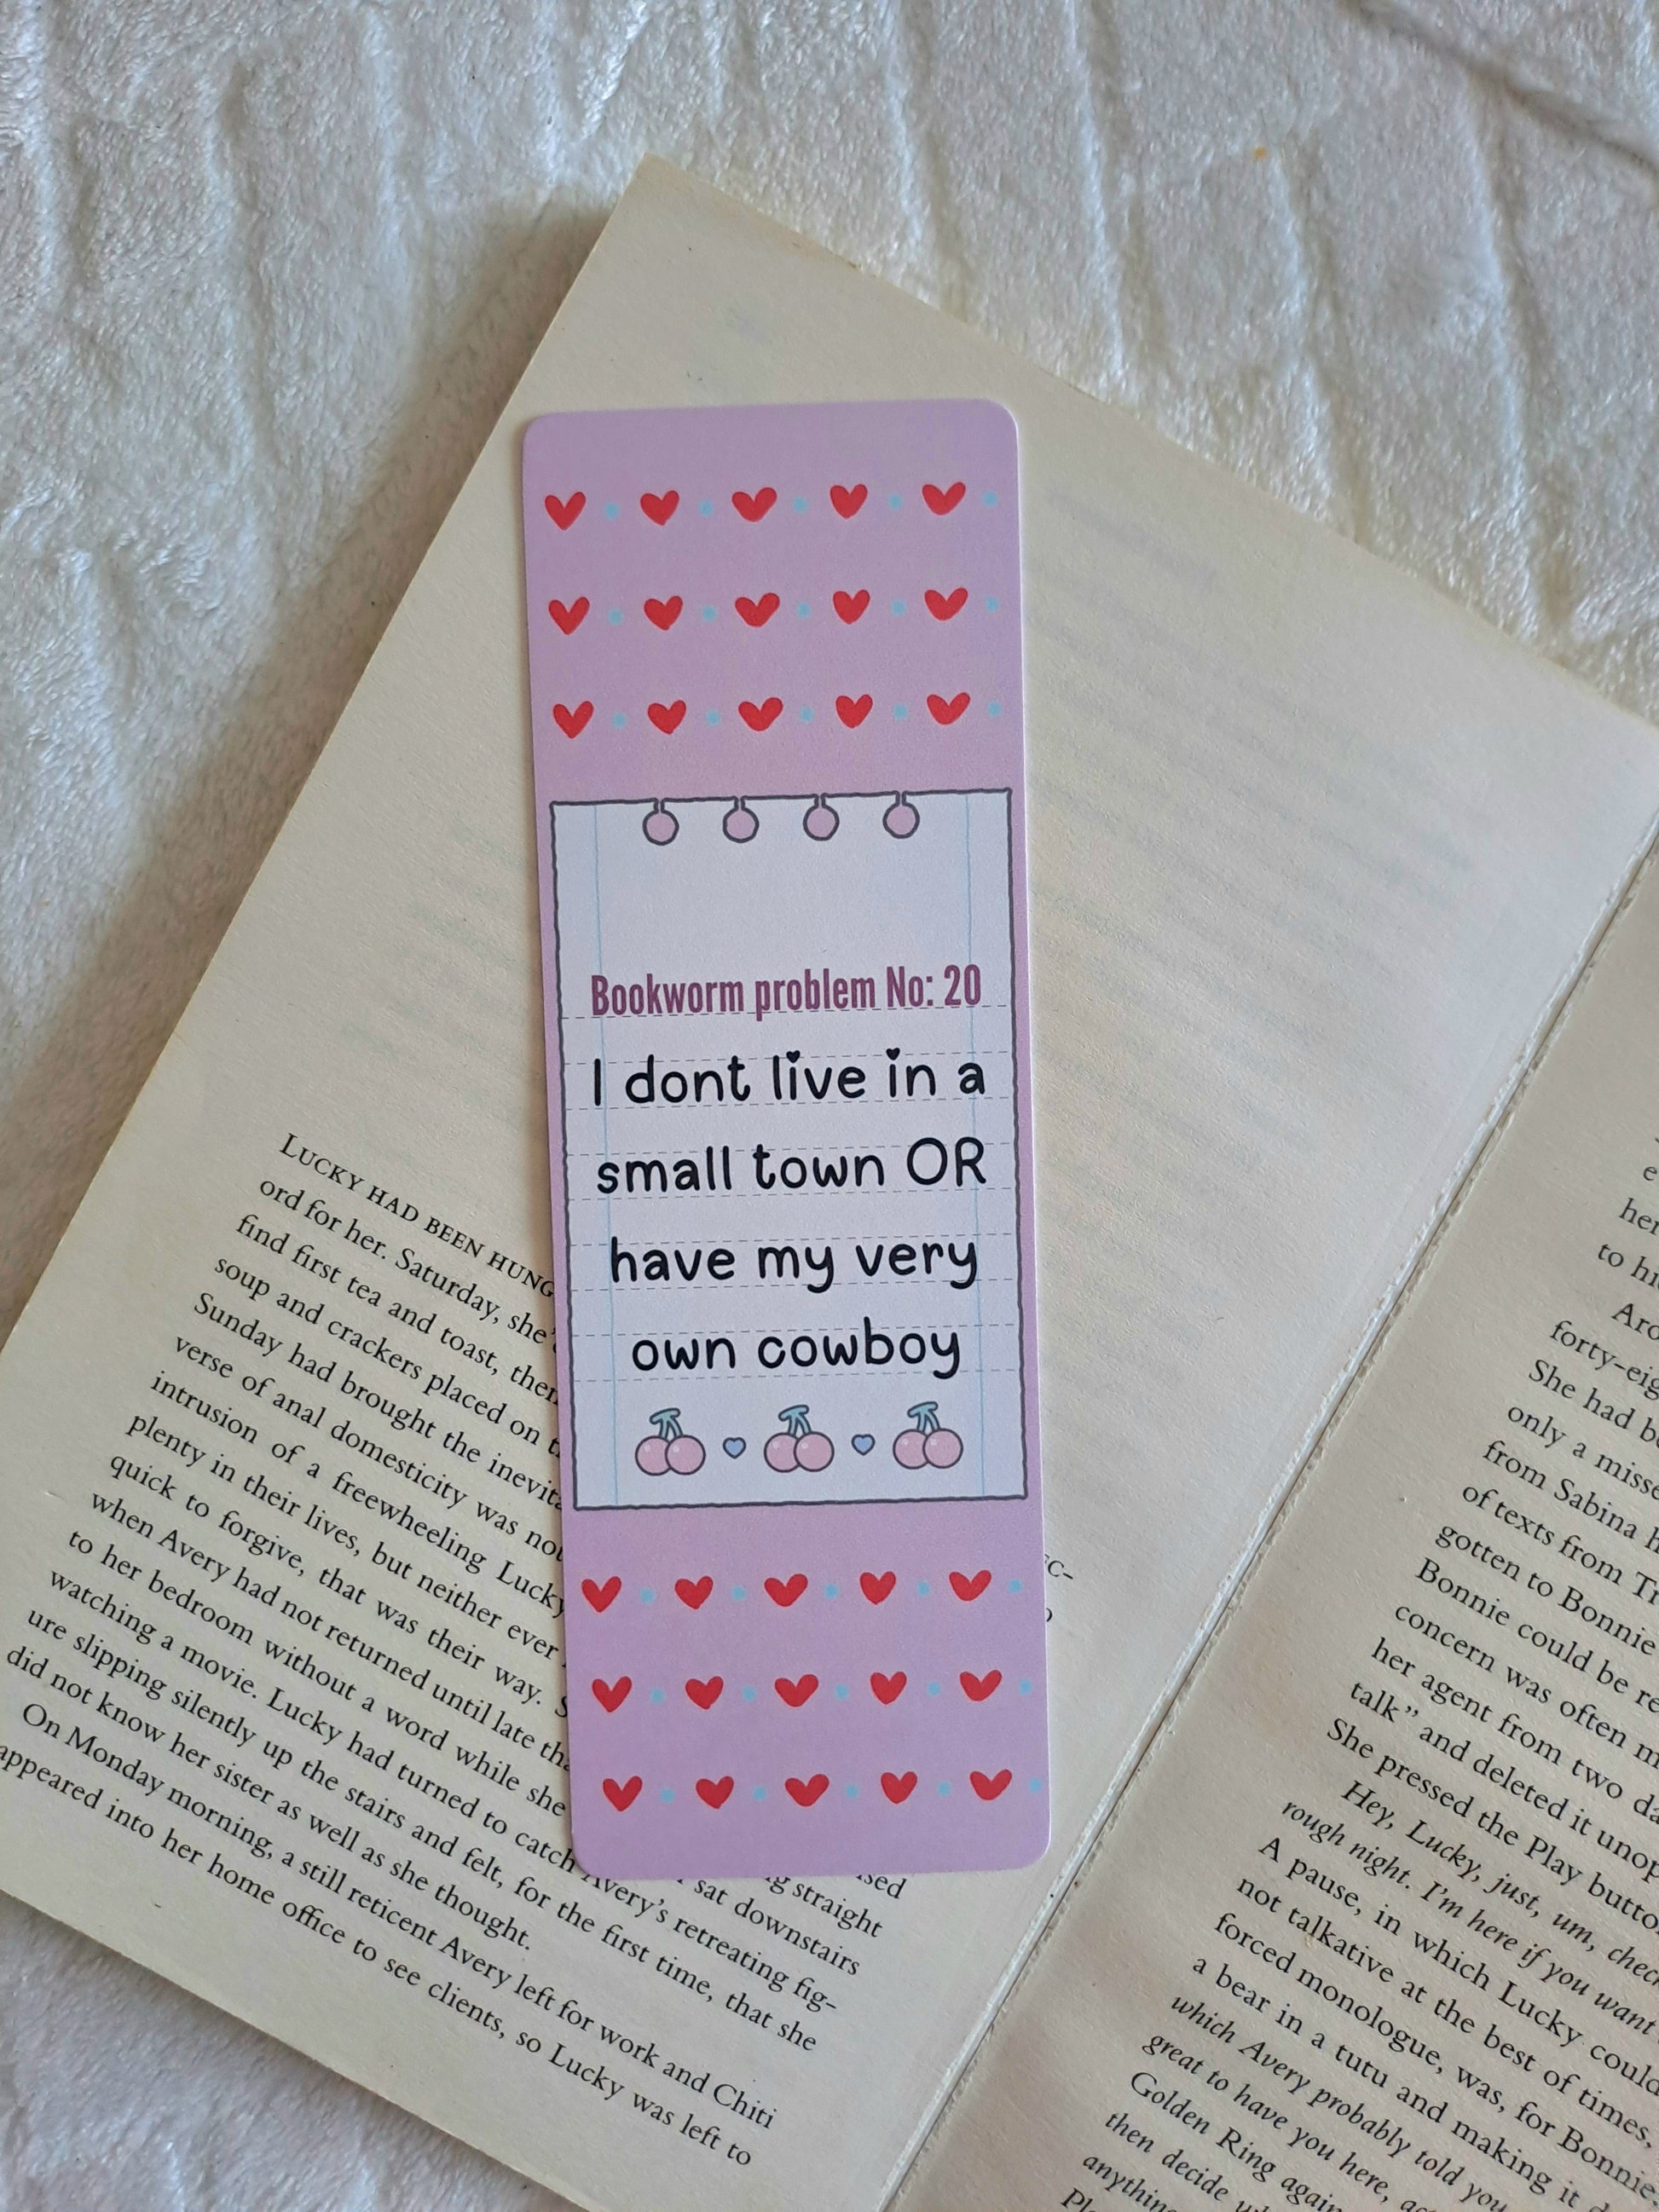 Bookworm problem No: 20
I dont live in a
small town OR
have my very
own cowboy
LUCKY HAD BEEN
ord for her. Saturday, she'
find first tea and toast, then
soup and crackers placed on
Sunday had brought the
verse of anal domesticity was
intrusion of a freewheeling Lucky
plenty in their lives, but neither ever
quick to forgive, that was their way.
when Avery had not returned until late
to her bedroom without a word while she sat downstairs
watching a movie. Lucky had turned to catch Avery's retreating fig-
ure slipping silently up the stairs and felt, for the first time, that she
did not know her sister as well as she thought.
On Monday morning, a still reticent Avery left for work and Chiti
appeared into her home office to see clients, so Lucky was left to
straight
to
forty-eig
She had
only a
from Sabina
of texts from
gotten to Bonnie
Bonnie could be
concern was often
her agent from two
talk" and deleted it
She pressed the Play
Hey, Lucky, just, um,
rough night. I'm here if you want
A pause, in which Lucky could
not talkative at the best of times,
forced monologue, was, for Bonnie,
a bear in a tutu and making it
which Avery probably told you
great to have you here,
Golden Ring again
then decide